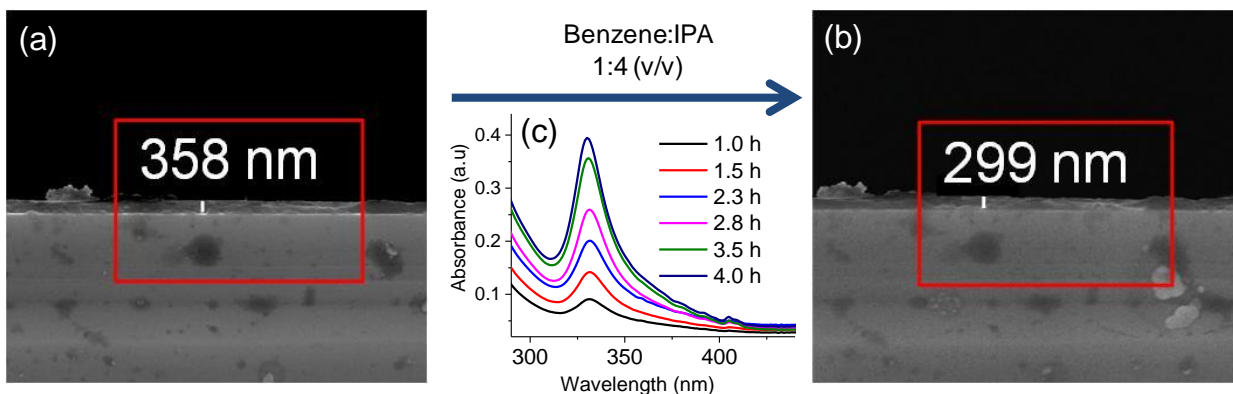 (a)
358 nm
Benzene:IPA
1:4 (v/v)
(c)
1.0 h
1.5 h
2.3 h
2.8 h
3.5 h
4.0 h
0.4
0.3
0.2
0.1
Absorbance (a.u)
300
350
400
Wavelength (nm)
(b)
299 nm